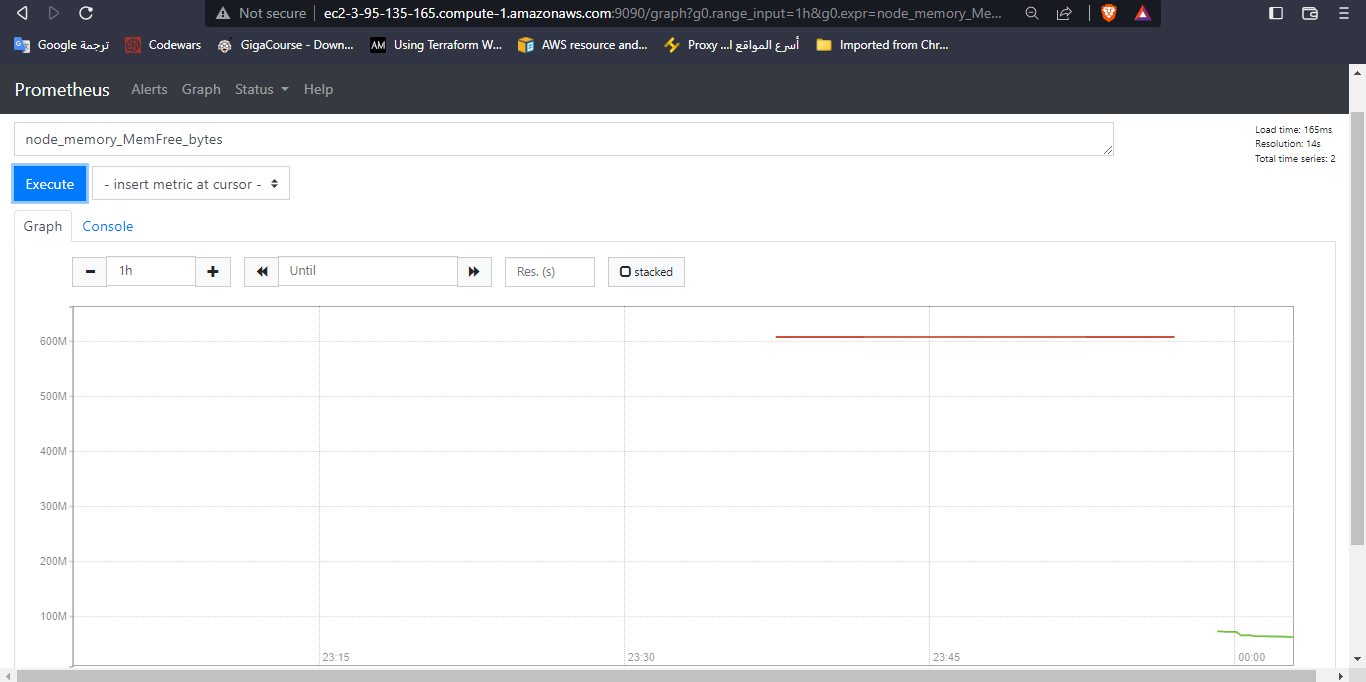 Not secure ec2-3-95-135-165.compute-1.amazonaws.com:9090/graph?g0.range_input=1h&g0.expr=node_memory_Me...
Google ترجمة Codewars GigaCourse - Down... AM Using Terraform W... AWS resource and... Proxy ...أسرع المواقع ا Imported from Chr...
Prometheus Alerts Graph Status Help
node_memory_MemFree_bytes
Load time: 165ms
Resolution: 14s
Total time series: 2
Execute - insert metric at cursor -
Graph Console
1h Until Res. (s) stacked
600M
500M
400M
300M
200M
100M
23:15 23:30 23:45 00:00